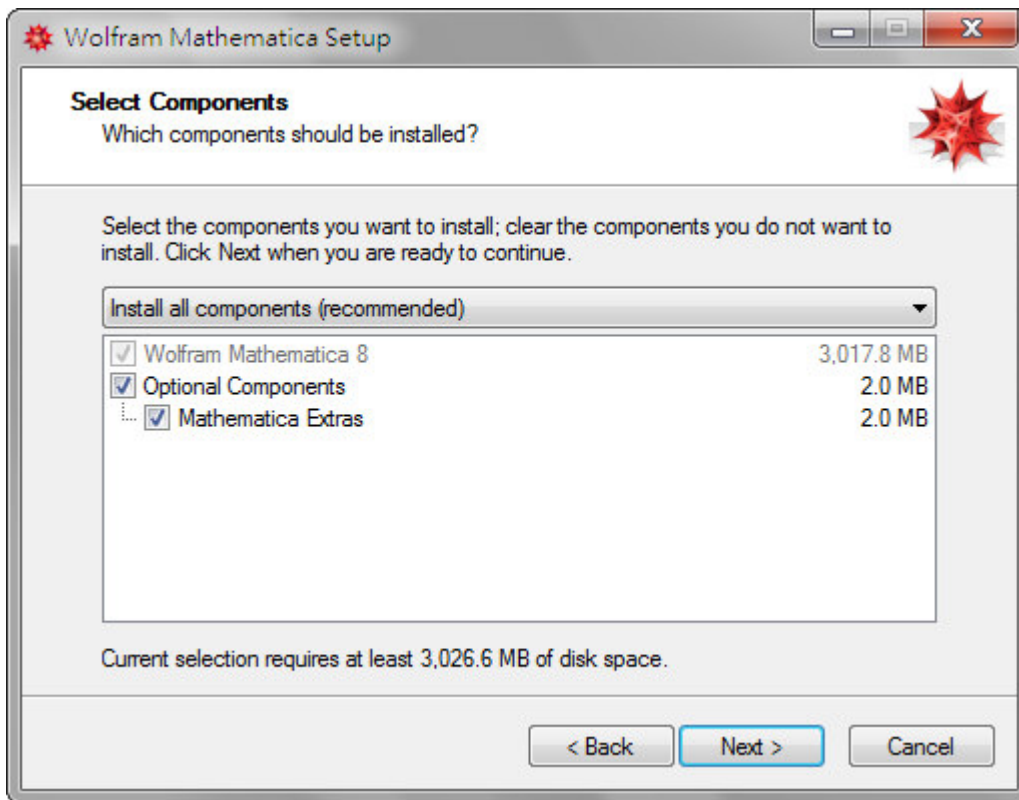 Wolfram Mathematica Setup
Select Components
Which components should be installed?
Select the components you want to install; clear the components you do not want to
install. Click Next when you are ready to continue.
Install all components (recommended)
Wolfram Mathematica 8 3,017.8 MB
Optional Components 2.0 MB
Mathematica Extras 2.0 MB
Current selection requires at least 3,026.6 MB of disk space.
< Back Next > Cancel